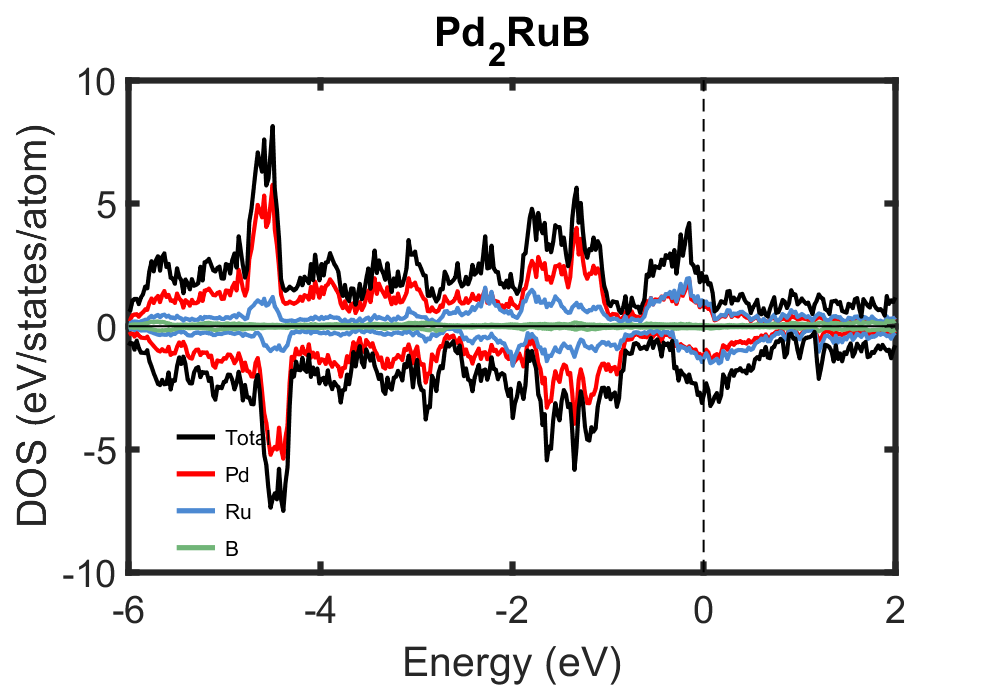 Pd₂RuB
DOS (eV/states/atom)
10
5
0
-5
-10
Total
Pd
Ru
B
-6 -4 -2 0 2
Energy (eV)